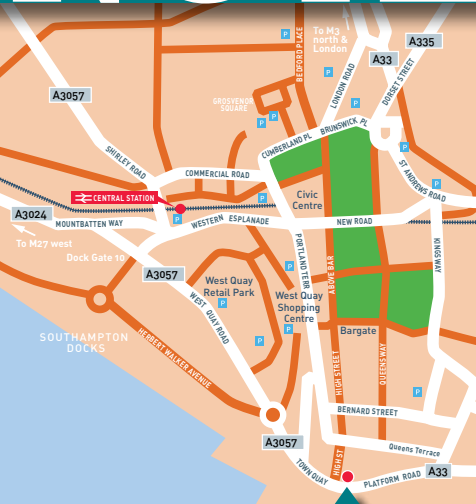 To M3
north &
London
A335
A33
BEDFORD PLACE
LONDON ROAD
DORSET STREET
A3057
GROSVENOR
SQUARE
P
P
P
P
P
CUMBERLAND PL
BRUNSWICK PL
P
SHIRLEY ROAD
COMMERCIAL ROAD
ST ANDREWS ROAD
P
CENTRAL STATION
P
Civic
Centre
A3024
P
MOUNTBATTEN WAY
WESTERN ESPLANADE
NEW ROAD
To M27 west
Dock Gate 10
A3057
PORTLAND TERR
ABOVE BAR
KINGSWAY
P
West Quay
Retail Park
P
West Quay
Shopping
Centre
WEST QUAY ROAD
P
P
Bargate
SOUTHAMPTON
DOCKS
HERBERT WALKER AVENUE
HIGH STREET
QUEENSWAY
P
BERNARD STREET
A3057
Queens Terrace
TOWN QUAY
HIGH ST
PLATFORM ROAD
A33